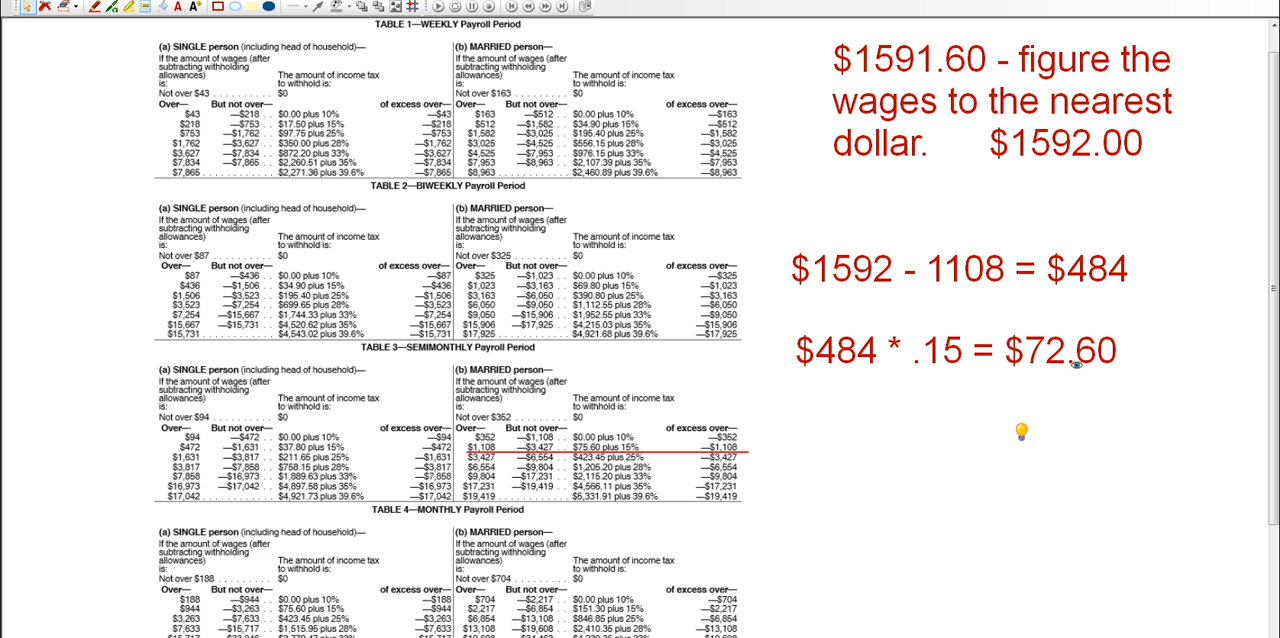 TABLE 1—WEEKLY Payroll Period
(a) SINGLE person (including head of household)—
If the amount of wages (after
subtracting withholding
allowances) The amount of income tax
is: to withhold is:
Not over $43 . . . . . . . . . $0
Over— But not over— of excess over—
$43 —$218 . . $0.00 plus 10% —$43
$218 —$753 . . $17.50 plus 15% —$218
$753 —$1,762 . . $97.75 plus 25% —$753
$1,762 —$3,627 . . $350.00 plus 28% —$1,762
$3,627 —$7,834 . . $872.20 plus 33% —$3,627
$7,834 —$7,865 . . $2,260.51 plus 35% —$7,834
$7,865 . . . . . . . . . . . . $2,271.36 plus 39.6% —$7,865
(b) MARRIED person—
If the amount of wages (after
subtracting withholding
allowances) The amount of income tax
is: to withhold is:
Not over $163 . . . . . . . . $0
Over— But not over— of excess over—
$163 —$512 . . $0.00 plus 10% —$163
$512 —$1,582 . . $34.90 plus 15% —$512
$1,582 —$3,025 . . $195.40 plus 25% —$1,582
$3,025 —$4,525 . . $556.15 plus 28% —$3,025
$4,525 —$7,953 . . $976.15 plus 33% —$4,525
$7,953 —$8,963 . . $2,107.39 plus 35% —$7,953
$8,963 . . . . . . . . . . . . $2,460.89 plus 39.6% —$8,963
TABLE 2—BIWEEKLY Payroll Period
(a) SINGLE person (including head of household)—
If the amount of wages (after
subtracting withholding
allowances) The amount of income tax
is: to withhold is:
Not over $87 . . . . . . . . . $0
Over— But not over— of excess over—
$87 —$436 . . $0.00 plus 10% —$87
$436 —$1,506 . . $34.90 plus 15% —$436
$1,506 —$3,523 . . $195.40 plus 25% —$1,506
$3,523 —$7,254 . . $699.65 plus 28% —$3,523
$7,254 —$15,667 . . $1,744.33 plus 33% —$7,254
$15,667 —$15,731 . . $4,520.62 plus 35% —$15,667
$15,731 . . . . . . . . . . . . $4,543.02 plus 39.6% —$15,731
(b) MARRIED person—
If the amount of wages (after
subtracting withholding
allowances) The amount of income tax
is: to withhold is:
Not over $325 . . . . . . . . $0
Over— But not over— of excess over—
$325 —$1,023 . . $0.00 plus 10% —$325
$1,023 —$3,163 . . $69.80 plus 15% —$1,023
$3,163 —$6,050 . . $390.80 plus 25% —$3,163
$6,050 —$9,050 . . $1,112.55 plus 28% —$6,050
$9,050 —$15,906 . . $1,952.55 plus 33% —$9,050
$15,906 —$17,925 . . $4,215.03 plus 35% —$15,906
$17,925 . . . . . . . . . . . . $4,921.68 plus 39.6% —$17,925
TABLE 3—SEMIMONTHLY Payroll Period
(a) SINGLE person (including head of household)—
If the amount of wages (after
subtracting withholding
allowances) The amount of income tax
is: to withhold is:
Not over $94 . . . . . . . . . $0
Over— But not over— of excess over—
$94 —$472 . . $0.00 plus 10% —$94
$472 —$1,631 . . $37.80 plus 15% —$472
$1,631 —$3,817 . . $211.65 plus 25% —$1,631
$3,817 —$7,858 . . $758.15 plus 28% —$3,817
$7,858 —$16,973 . . $1,889.63 plus 33% —$7,858
$16,973 —$17,042 . . $4,897.58 plus 35% —$16,973
$17,042 . . . . . . . . . . . . $4,921.73 plus 39.6% —$17,042
(b) MARRIED person—
If the amount of wages (after
subtracting withholding
allowances) The amount of income tax
is: to withhold is:
Not over $352 . . . . . . . . $0
Over— But not over— of excess over—
$352 —$1,108 . . $0.00 plus 10% —$352
$1,108 —$3,427 . . $75.60 plus 15% —$1,108
$3,427 —$6,554 . . $423.45 plus 25% —$3,427
$6,554 —$9,804 . . $1,205.20 plus 28% —$6,554
$9,804 —$17,231 . . $2,115.20 plus 33% —$9,804
$17,231 —$19,419 . . $4,566.11 plus 35% —$17,231
$19,419 . . . . . . . . . . . . $5,331.91 plus 39.6% —$19,419
TABLE 4—MONTHLY Payroll Period
(a) SINGLE person (including head of household)—
If the amount of wages (after
subtracting withholding
allowances) The amount of income tax
is: to withhold is:
Not over $188 . . . . . . . . $0
Over— But not over— of excess over—
$188 —$944 . . $0.00 plus 10% —$188
$944 —$3,263 . . $75.60 plus 15% —$944
$3,263 —$7,633 . . $423.45 plus 25% —$3,263
$7,633 —$15,717 . . $1,515.95 plus 28% —$7,633
(b) MARRIED person—
If the amount of wages (after
subtracting withholding
allowances) The amount of income tax
is: to withhold is:
Not over $704 . . . . . . . . $0
Over— But not over— of excess over—
$704 —$2,217 . . $0.00 plus 10% —$704
$2,217 —$6,854 . . $151.30 plus 15% —$2,217
$6,854 —$13,108 . . $846.85 plus 25% —$6,854
$13,108 —$19,608 . . $2,410.35 plus 28% —$13,108
$1591.60 - figure the
wages to the nearest
dollar. $1592.00
$1592 - 1108 = $484
$484 * .15 = $72.60